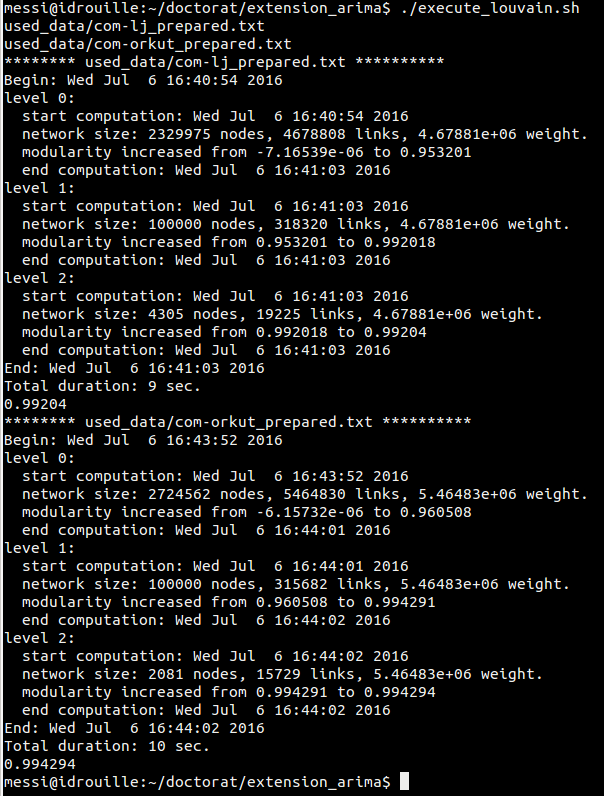 messi@idrouille:~/doctorat/extension_arima$ ./execute_louvain.sh
used_data/com-lj_prepared.txt
used_data/com-orkut_prepared.txt
******** used_data/com-lj_prepared.txt **********
Begin: Wed Jul  6 16:40:54 2016
level 0:
  start computation: Wed Jul  6 16:40:54 2016
  network size: 2329975 nodes, 4678808 links, 4.67881e+06 weight.
  modularity increased from -7.16539e-06 to 0.953201
  end computation: Wed Jul  6 16:41:03 2016
level 1:
  start computation: Wed Jul  6 16:41:03 2016
  network size: 100000 nodes, 318320 links, 4.67881e+06 weight.
  modularity increased from 0.953201 to 0.992018
  end computation: Wed Jul  6 16:41:03 2016
level 2:
  start computation: Wed Jul  6 16:41:03 2016
  network size: 4305 nodes, 19225 links, 4.67881e+06 weight.
  modularity increased from 0.992018 to 0.99204
  end computation: Wed Jul  6 16:41:03 2016
End: Wed Jul  6 16:41:03 2016
Total duration: 9 sec.
0.99204
******** used_data/com-orkut_prepared.txt **********
Begin: Wed Jul  6 16:43:52 2016
level 0:
  start computation: Wed Jul  6 16:43:52 2016
  network size: 2724562 nodes, 5464830 links, 5.46483e+06 weight.
  modularity increased from -6.15732e-06 to 0.960508
  end computation: Wed Jul  6 16:44:01 2016
level 1:
  start computation: Wed Jul  6 16:44:01 2016
  network size: 100000 nodes, 315682 links, 5.46483e+06 weight.
  modularity increased from 0.960508 to 0.994291
  end computation: Wed Jul  6 16:44:02 2016
level 2:
  start computation: Wed Jul  6 16:44:02 2016
  network size: 2081 nodes, 15729 links, 5.46483e+06 weight.
  modularity increased from 0.994291 to 0.994294
  end computation: Wed Jul  6 16:44:02 2016
End: Wed Jul  6 16:44:02 2016
Total duration: 10 sec.
0.994294
messi@idrouille:~/doctorat/extension_arima$